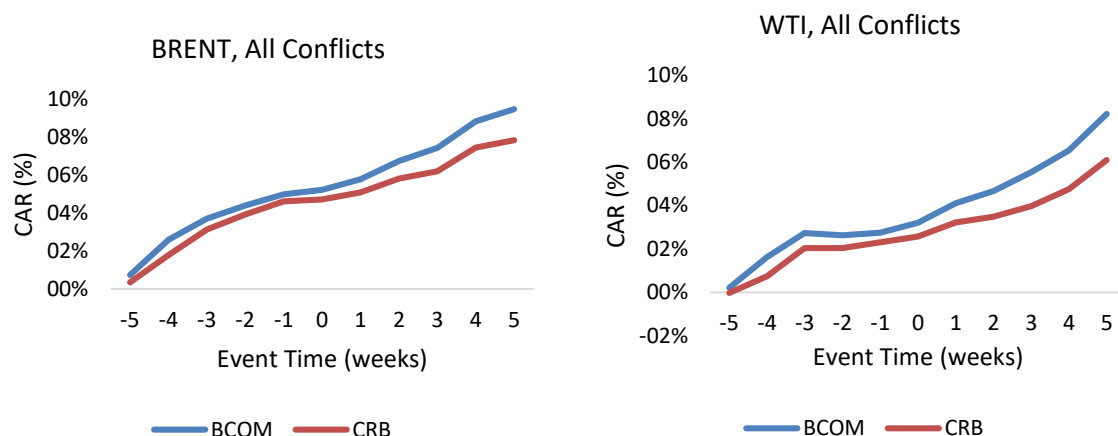 BRENT, All Conflicts
CAR (%)
10%
08%
06%
04%
02%
00%
-5 -4 -3 -2 -1 0 1 2 3 4 5
Event Time (weeks)
BCOM CRB
WTI, All Conflicts
CAR (%)
10%
08%
06%
04%
02%
00%
-02%
-5 -4 -3 -2 -1 0 1 2 3 4 5
Event Time (weeks)
BCOM CRB